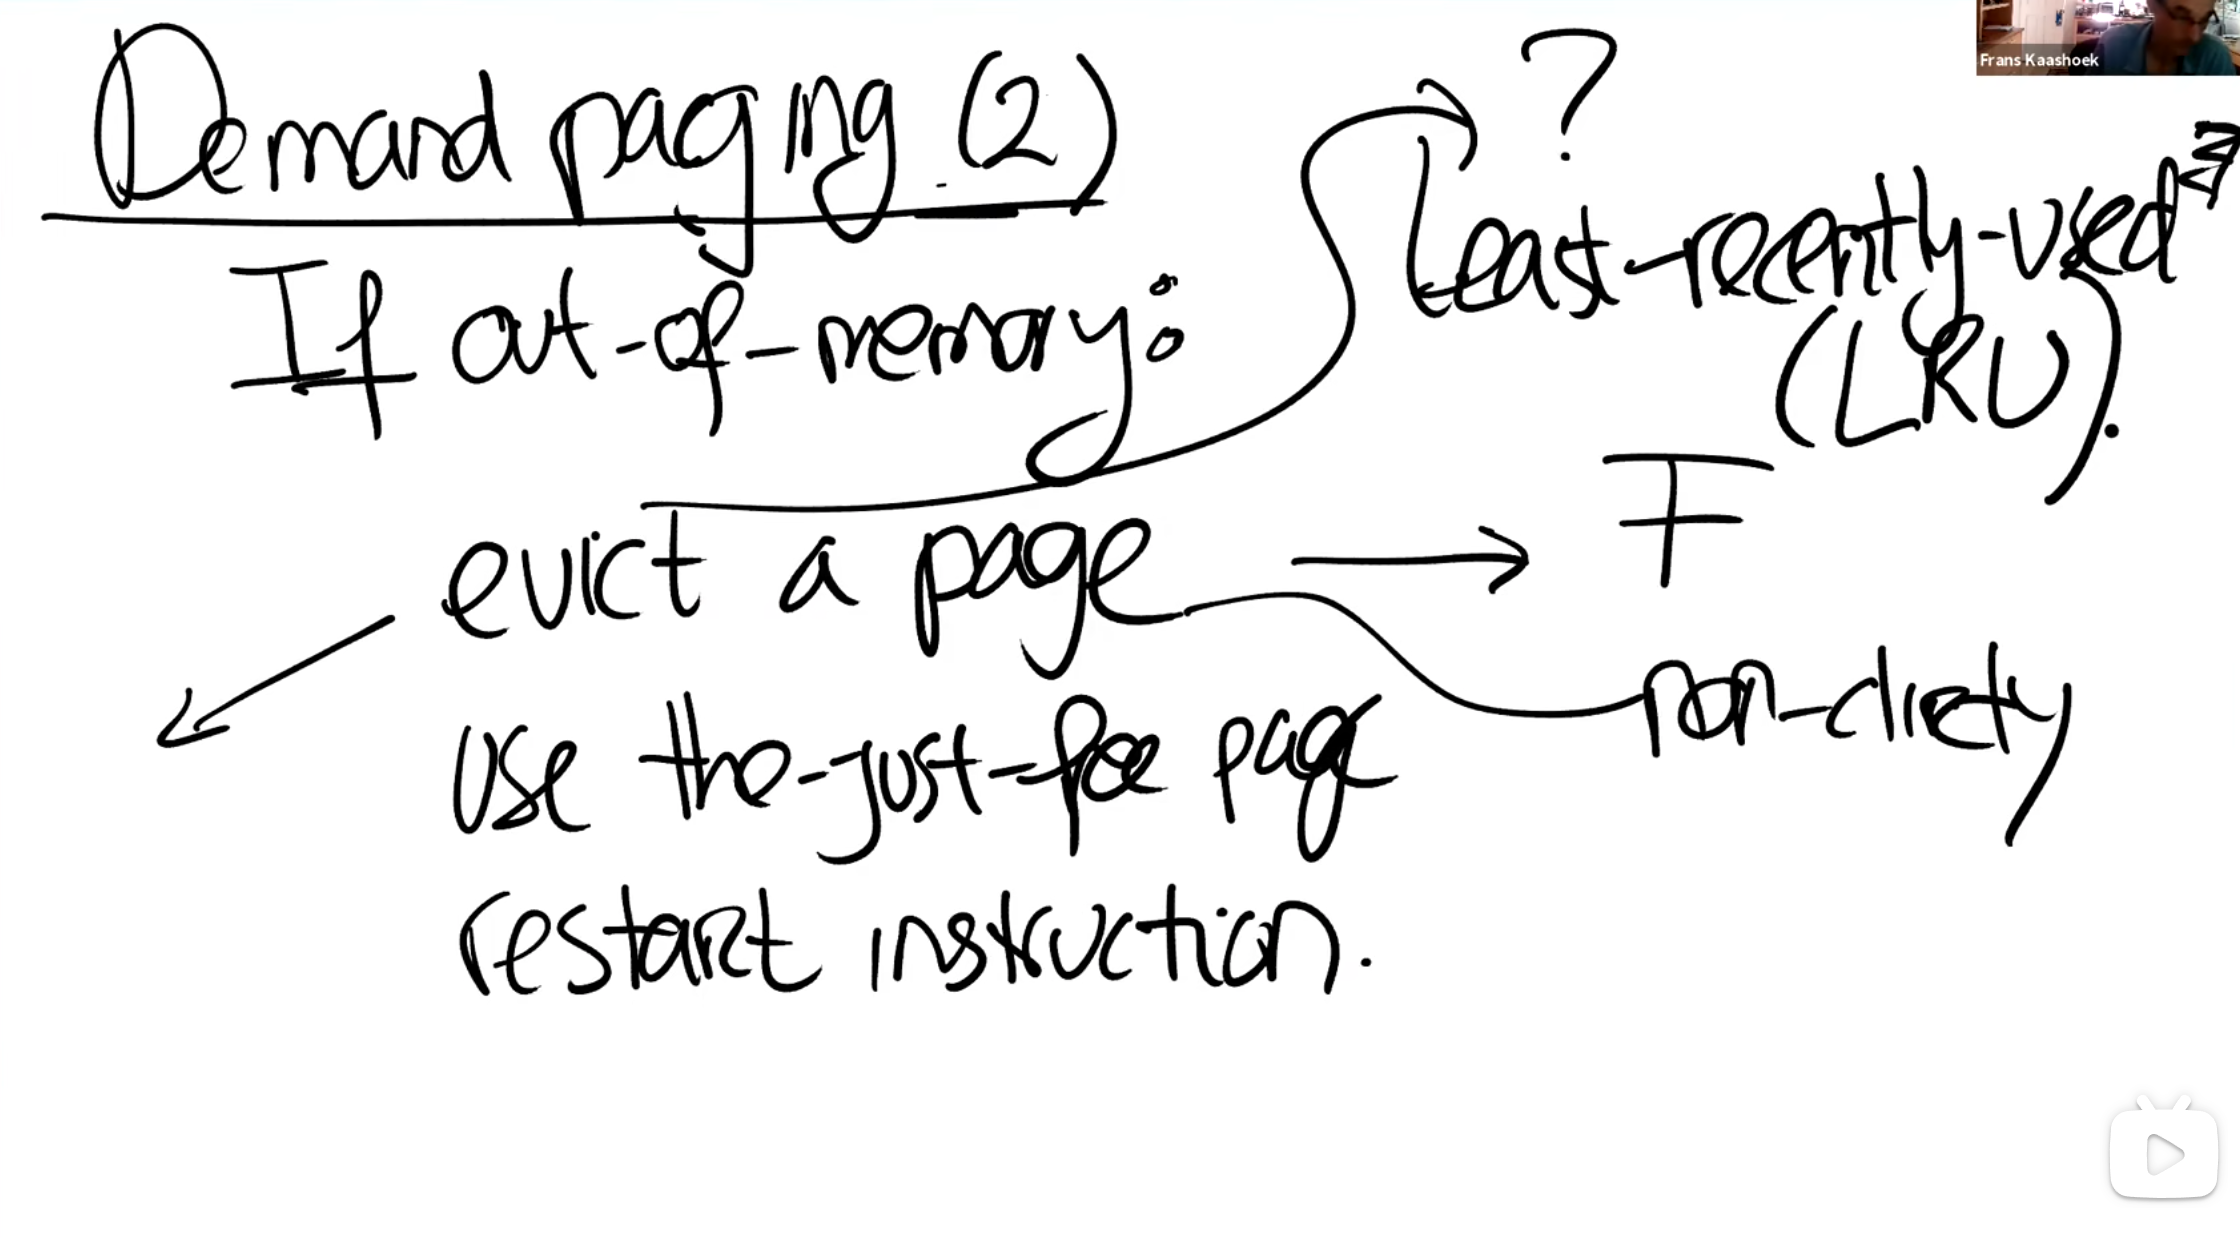 Demand paging (2)
Frans Kaashoek
?
Least-recently-used
(LRU).
If out-of-memory:
evict a page
F
non-dirty
use the-just-free page
restart instruction.